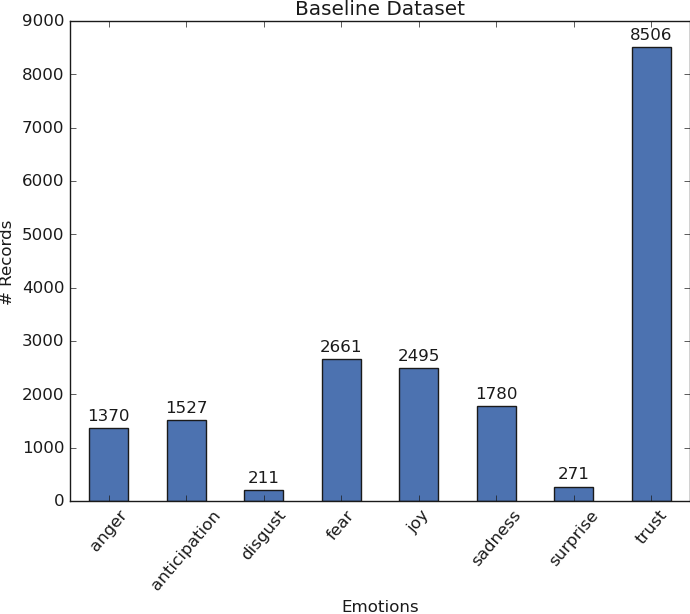 Baseline Dataset
9000
8000
7000
6000
5000
4000
3000
2000
1000
0
# Records
1370
1527
211
2661
2495
1780
271
8506
anger
anticipation
disgust
fear
joy
sadness
surprise
trust
Emotions